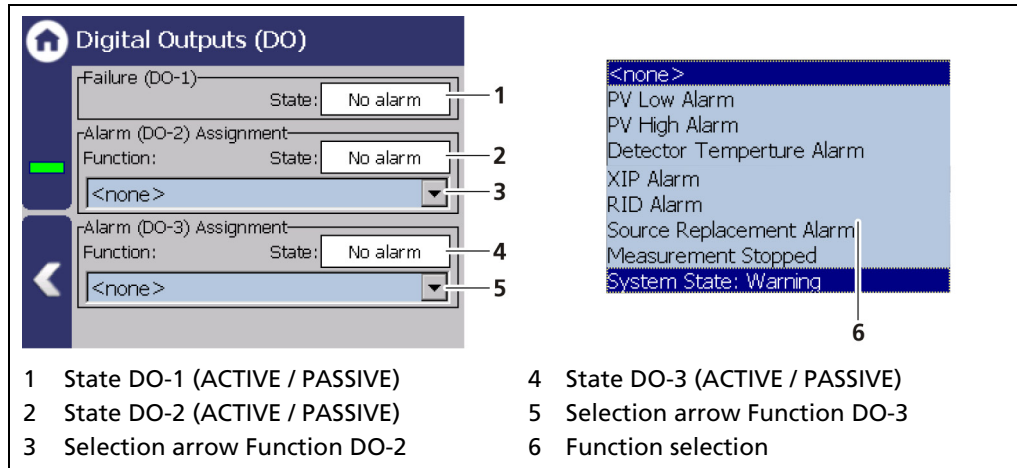 Digital Outputs (DO)
Failure (DO-1)
State: No alarm 1
Alarm (DO-2) Assignment
Function: State: No alarm 2
<none> 3
Alarm (DO-3) Assignment
Function: State: No alarm 4
<none> 5
<none>
PV Low Alarm
PV High Alarm
Detector Temperture Alarm
XIP Alarm
RID Alarm
Source Replacement Alarm
Measurement Stopped
System State: Warning
6
1 State DO-1 (ACTIVE / PASSIVE)
2 State DO-2 (ACTIVE / PASSIVE)
3 Selection arrow Function DO-2
4 State DO-3 (ACTIVE / PASSIVE)
5 Selection arrow Function DO-3
6 Function selection